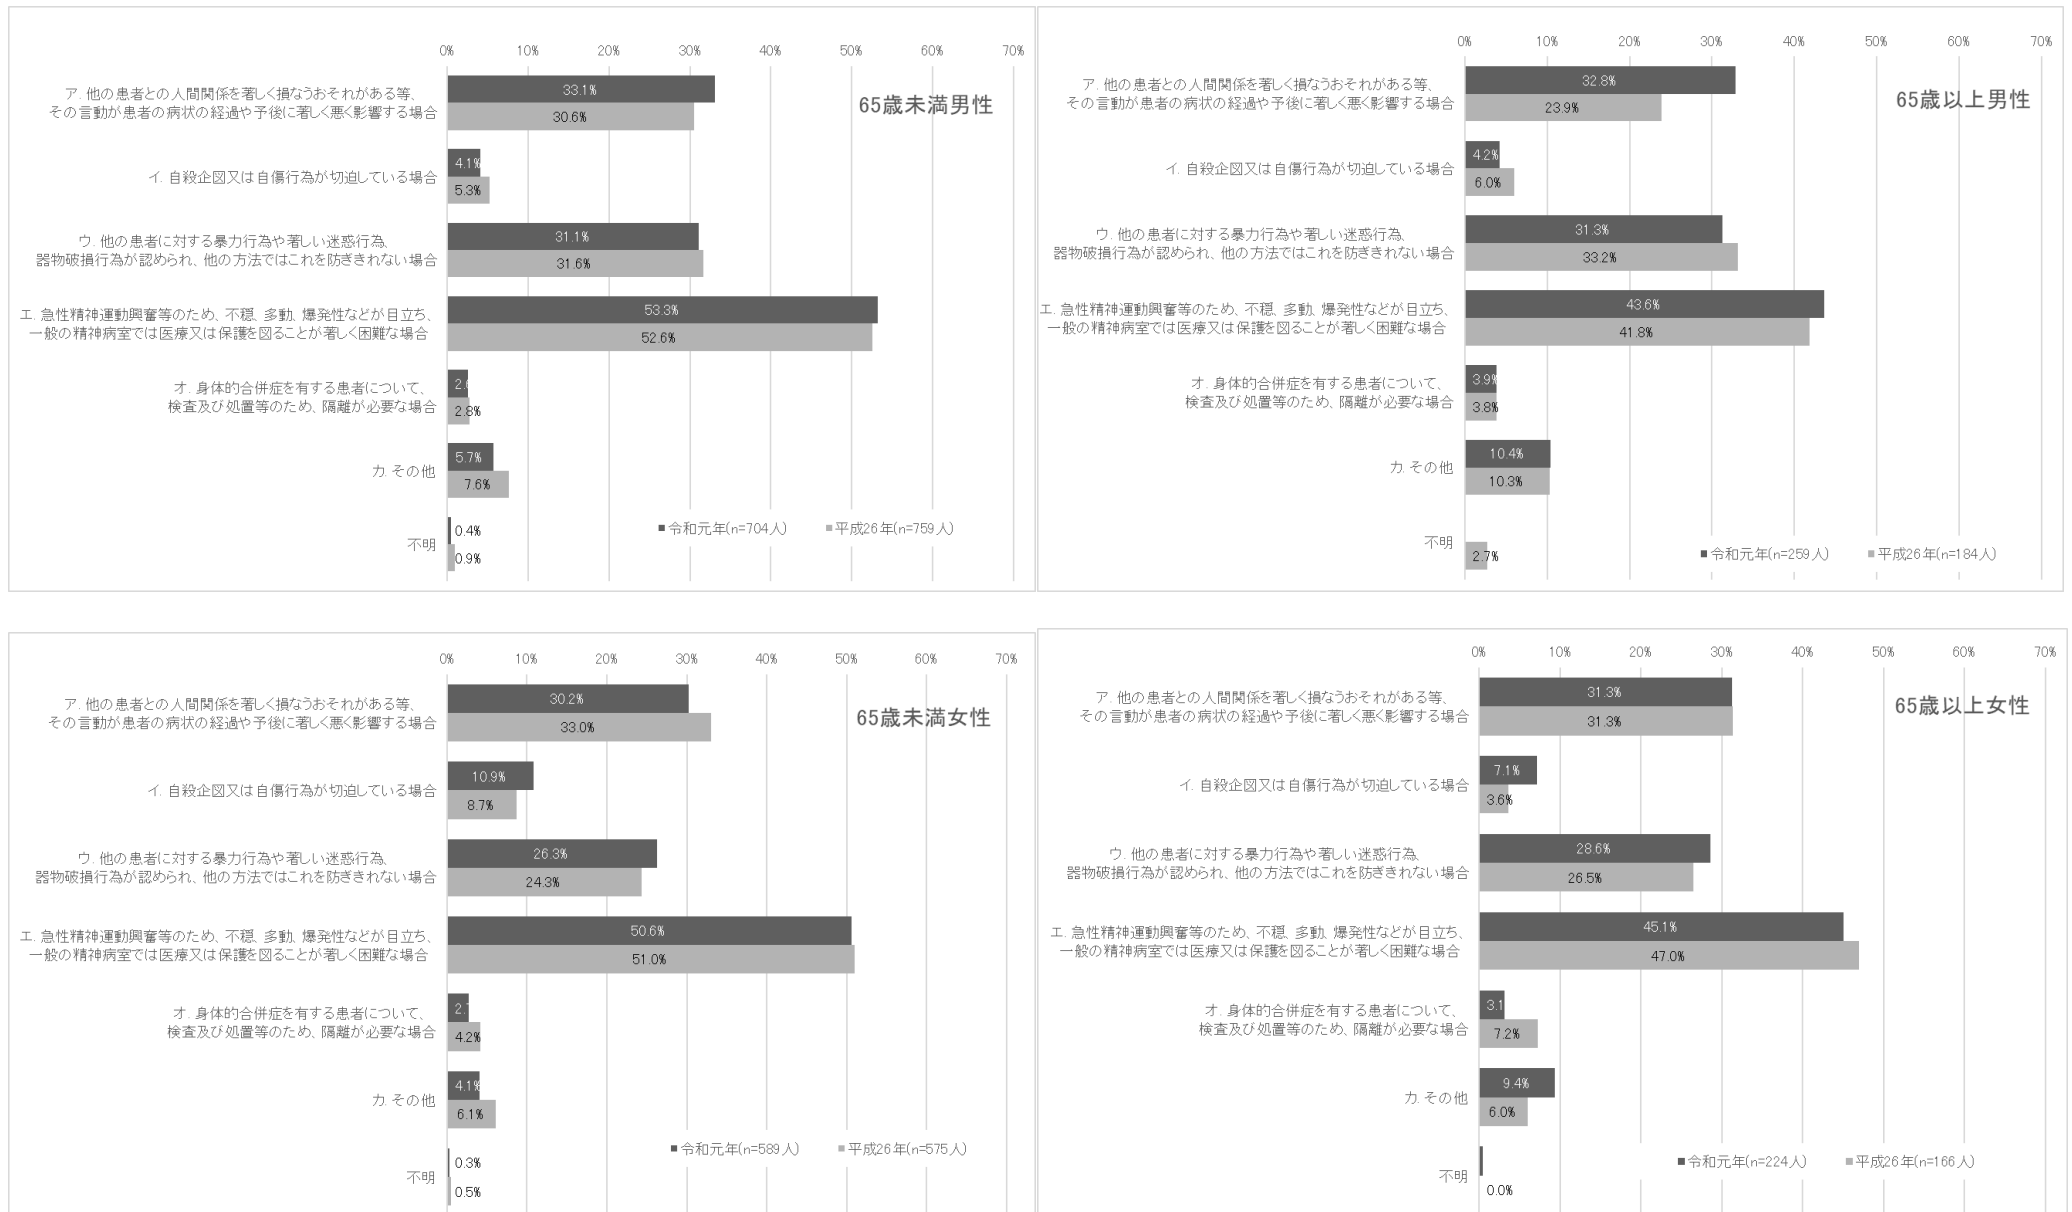 0% 10% 20% 30% 40% 50% 60% 70%
65歳未満男性
ア. 他の患者との人間関係を著しく損なうおそれがある等、
その言動が患者の病状の経過や予後に著しく悪く影響する場合
33.1%
30.6%
イ. 自殺企図又は自傷行為が切迫している場合
4.1%
5.3%
ウ. 他の患者に対する暴力行為や著しい迷惑行為、
器物破損行為が認められ、他の方法ではこれを防ぎきれない場合
31.1%
31.6%
エ. 急性精神運動興奮等のため、不穏、多動、爆発性などが目立ち、
一般の精神病室では医療又は保護を図ることが著しく困難な場合
53.3%
52.6%
オ. 身体的合併症を有する患者について、
検査及び処置等のため、隔離が必要な場合
2.6
2.8%
カ. その他
5.7%
7.6%
不明
0.4%
0.9%
令和元年(n=704人) 平成26年(n=759人)
0% 10% 20% 30% 40% 50% 60% 70%
65歳以上男性
ア. 他の患者との人間関係を著しく損なうおそれがある等、
その言動が患者の病状の経過や予後に著しく悪く影響する場合
32.8%
23.9%
イ. 自殺企図又は自傷行為が切迫している場合
4.2%
6.0%
ウ. 他の患者に対する暴力行為や著しい迷惑行為、
器物破損行為が認められ、他の方法ではこれを防ぎきれない場合
31.3%
33.2%
エ. 急性精神運動興奮等のため、不穏、多動、爆発性などが目立ち、
一般の精神病室では医療又は保護を図ることが著しく困難な場合
43.6%
41.8%
オ. 身体的合併症を有する患者について、
検査及び処置等のため、隔離が必要な場合
3.9%
3.8%
カ. その他
10.4%
10.3%
不明
2.7%
令和元年(n=259人) 平成26年(n=184人)
0% 10% 20% 30% 40% 50% 60% 70%
65歳未満女性
ア. 他の患者との人間関係を著しく損なうおそれがある等、
その言動が患者の病状の経過や予後に著しく悪く影響する場合
30.2%
33.0%
イ. 自殺企図又は自傷行為が切迫している場合
10.9%
8.7%
ウ. 他の患者に対する暴力行為や著しい迷惑行為、
器物破損行為が認められ、他の方法ではこれを防ぎきれない場合
26.3%
24.3%
エ. 急性精神運動興奮等のため、不穏、多動、爆発性などが目立ち、
一般の精神病室では医療又は保護を図ることが著しく困難な場合
50.6%
51.0%
オ. 身体的合併症を有する患者について、
検査及び処置等のため、隔離が必要な場合
2.7
4.2%
カ. その他
4.1%
6.1%
不明
0.3%
0.5%
令和元年(n=589人) 平成26年(n=575人)
0% 10% 20% 30% 40% 50% 60% 70%
65歳以上女性
ア. 他の患者との人間関係を著しく損なうおそれがある等、
その言動が患者の病状の経過や予後に著しく悪く影響する場合
31.3%
31.3%
イ. 自殺企図又は自傷行為が切迫している場合
7.1%
3.6%
ウ. 他の患者に対する暴力行為や著しい迷惑行為、
器物破損行為が認められ、他の方法ではこれを防ぎきれない場合
28.6%
26.5%
エ. 急性精神運動興奮等のため、不穏、多動、爆発性などが目立ち、
一般の精神病室では医療又は保護を図ることが著しく困難な場合
45.1%
47.0%
オ. 身体的合併症を有する患者について、
検査及び処置等のため、隔離が必要な場合
3.1
7.2%
カ. その他
9.4%
6.0%
不明
0.0%
令和元年(n=224人) 平成26年(n=166人)